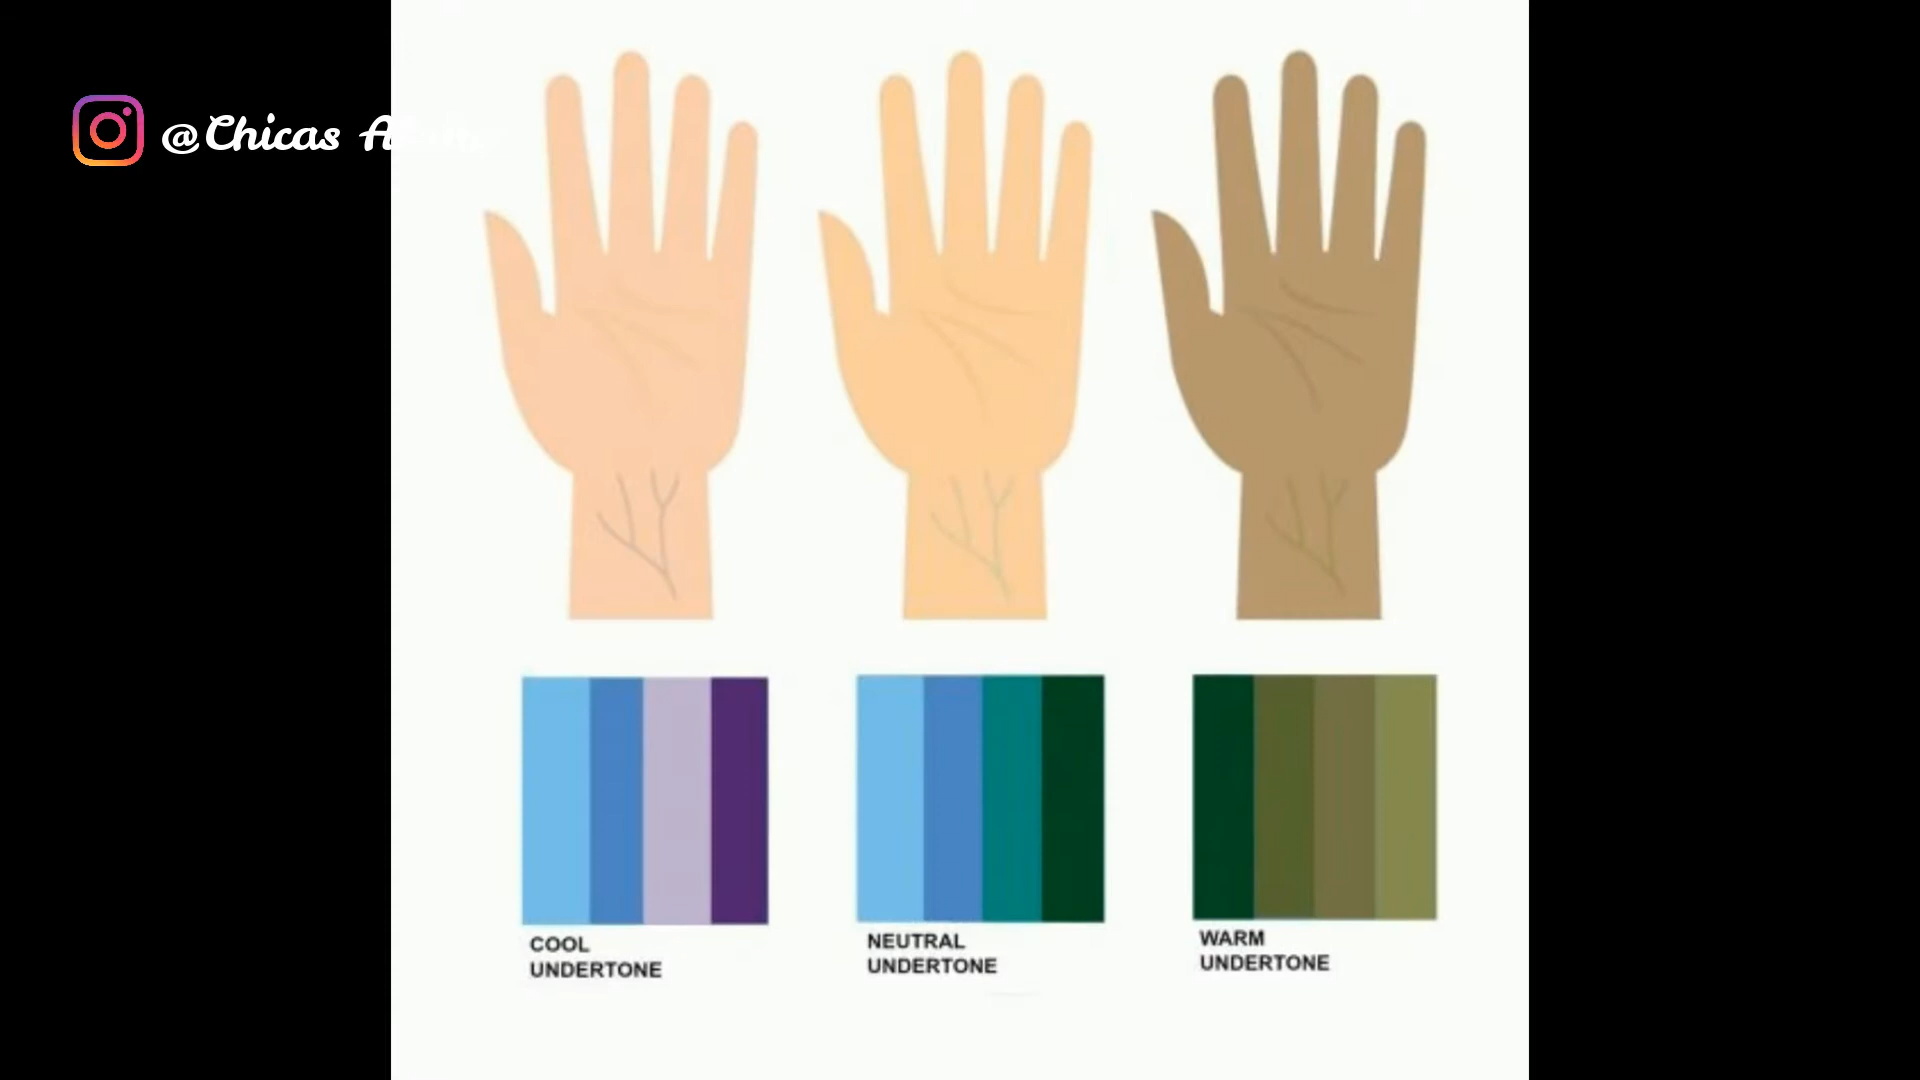 @Chicas
COOL
UNDERTONE
NEUTRAL
UNDERTONE
WARM
UNDERTONE